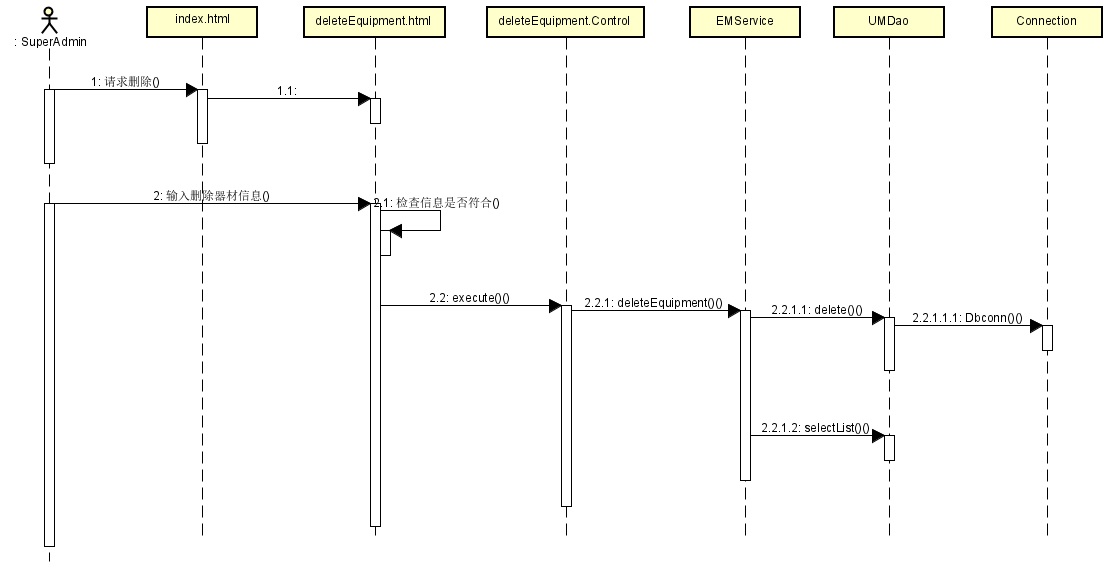 : SuperAdmin
index.html
deleteEquipment.html
deleteEquipment.Control
EMService
UMDao
Connection
1: 请求删除()
1.1:
2: 输入删除器材信息()
2.1: 检查信息是否符合()
2.2: execute()()
2.2.1: deleteEquipment()()
2.2.1.1: delete()()
2.2.1.1.1: Dbconn()()
2.2.1.2: selectList()()